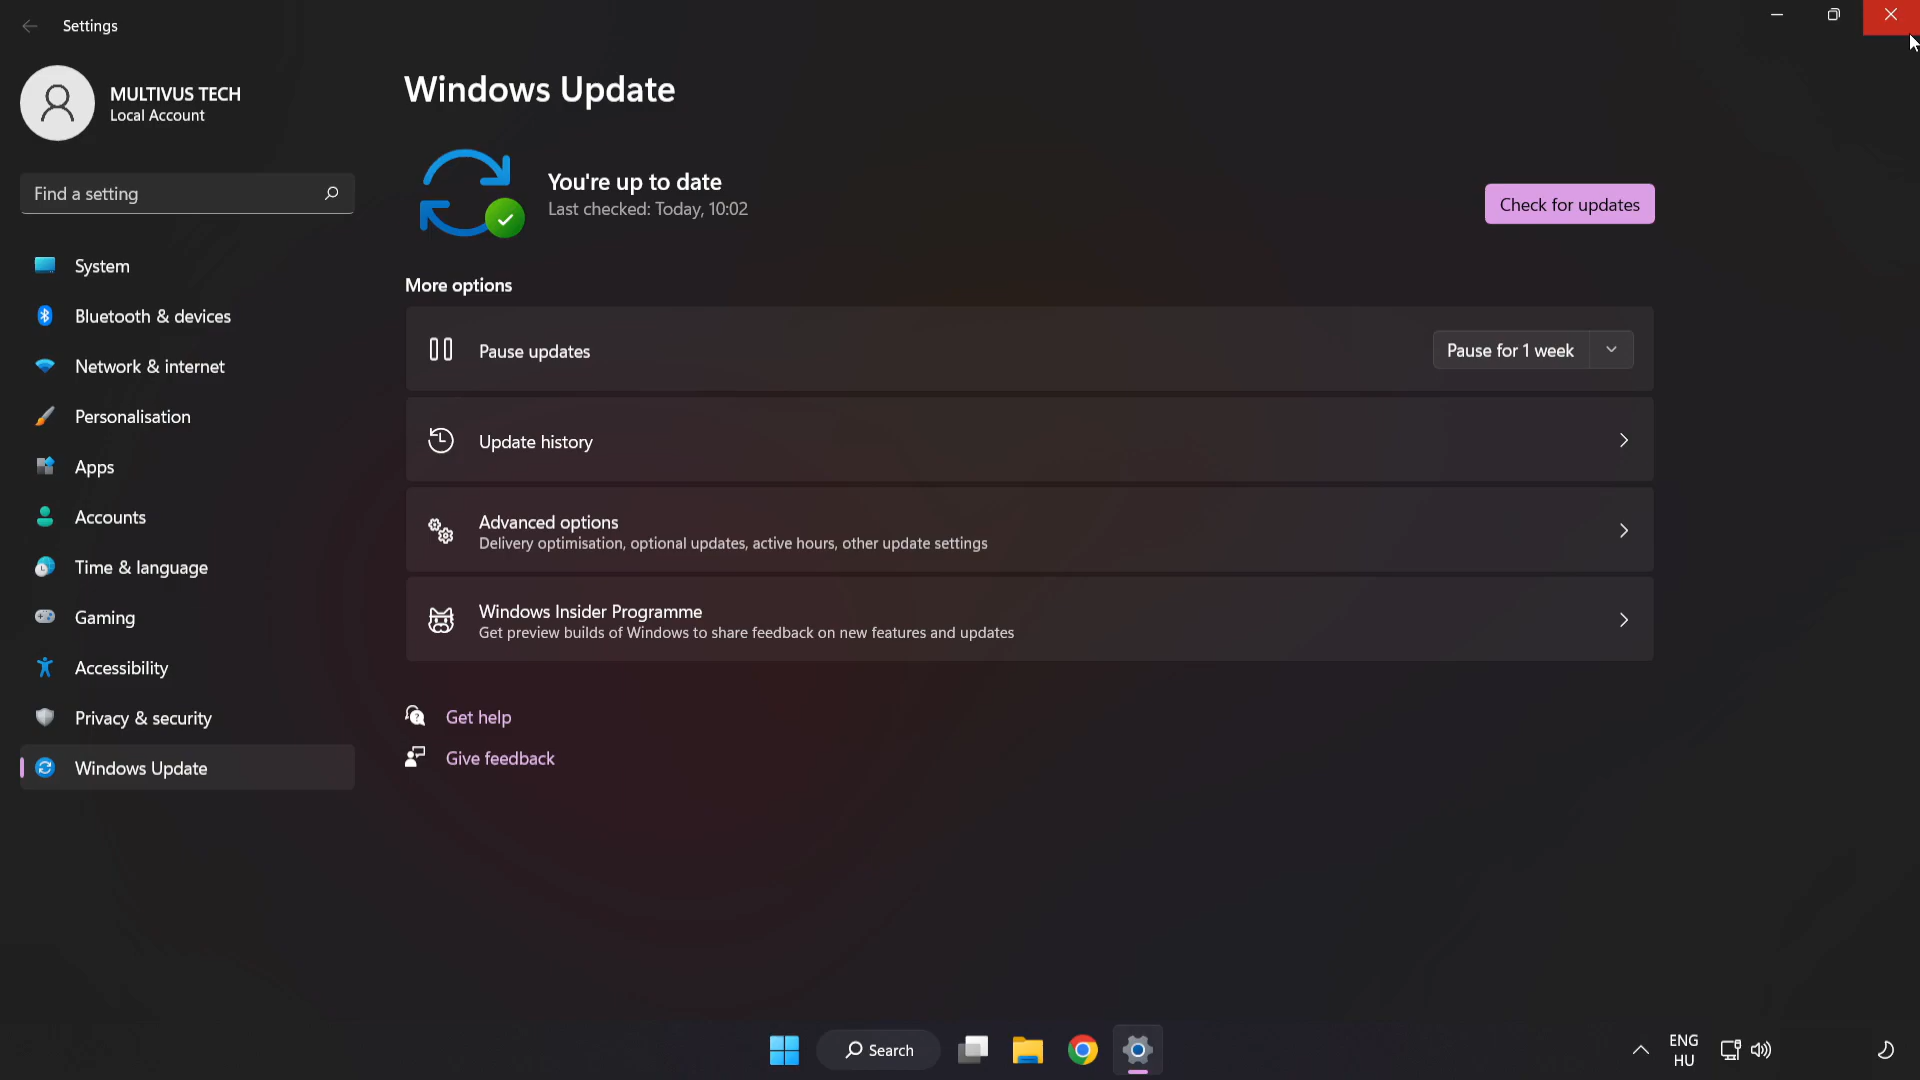 Settings
MULTIVUS TECH
Local Account
Find a setting
System
Bluetooth & devices
Network & internet
Personalisation
Apps
Accounts
Time & language
Gaming
Accessibility
Privacy & security
Windows Update
Windows Update
You're up to date
Last checked: Today, 10:02
Check for updates
More options
Pause updates
Pause for 1 week
Update history
Advanced options
Delivery optimisation, optional updates, active hours, other update settings
Windows Insider Programme
Get preview builds of Windows to share feedback on new features and updates
Get help
Give feedback
Search
ENG
HU